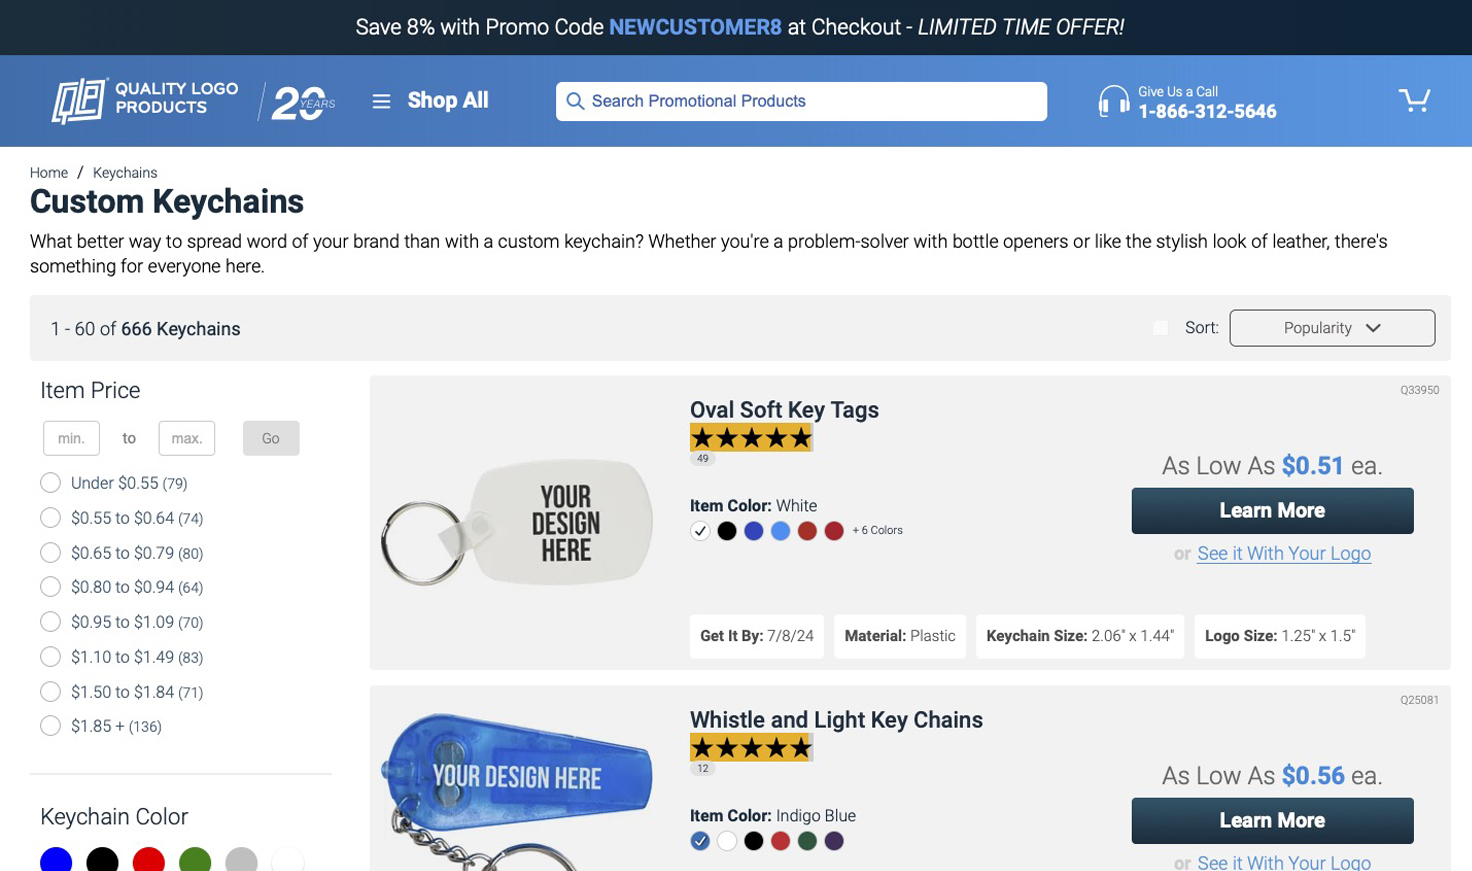 Save 8% with Promo Code NEWCUSTOMER8 at Checkout - LIMITED TIME OFFER!
QLP QUALITY LOGO PRODUCTS
20 YEARS
Shop All
Search Promotional Products
Give Us a Call
1-866-312-5646
Home / Keychains
Custom Keychains
What better way to spread word of your brand than with a custom keychain? Whether you're a problem-solver with bottle openers or like the stylish look of leather, there's
something for everyone here.
1 - 60 of 666 Keychains
Sort: Popularity
Item Price
min. to max. Go
Under $0.55 (79)
$0.55 to $0.64 (74)
$0.65 to $0.79 (80)
$0.80 to $0.94 (64)
$0.95 to $1.09 (70)
$1.10 to $1.49 (83)
$1.50 to $1.84 (71)
$1.85 + (136)
Keychain Color
Q33950
YOUR
DESIGN
HERE
Oval Soft Key Tags
★★★★★
49
Item Color: White
+ 6 Colors
As Low As $0.51 ea.
Learn More
or See it With Your Logo
Get It By: 7/8/24
Material: Plastic
Keychain Size: 2.06" x 1.44"
Logo Size: 1.25" x 1.5"
Q25081
YOUR DESIGN HERE
Whistle and Light Key Chains
★★★★★
12
Item Color: Indigo Blue
As Low As $0.56 ea.
Learn More
or See it With Your Logo